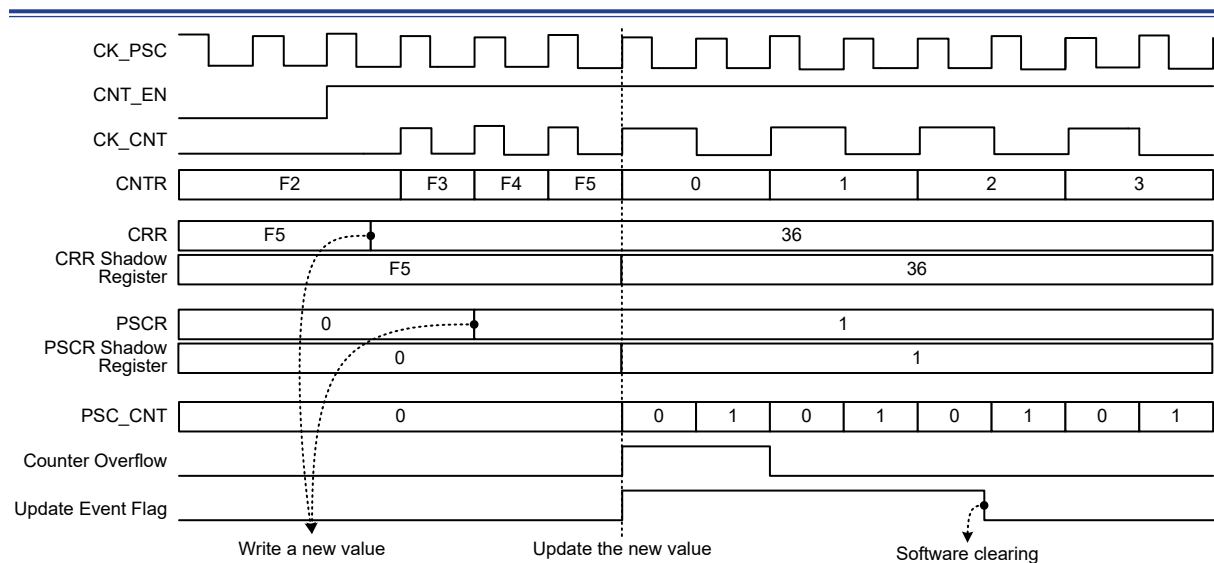 CK_PSC
CNT_EN
CK_CNT
CNTR F2 F3 F4 F5 0 1 2 3
CRR F5 36
CRR Shadow
Register F5 36
PSCR 0 1
PSCR Shadow
Register 0 1
PSC_CNT 0 0 1 0 1 0 1 0 1
Counter Overflow
Update Event Flag
Write a new value Update the new value Software clearing